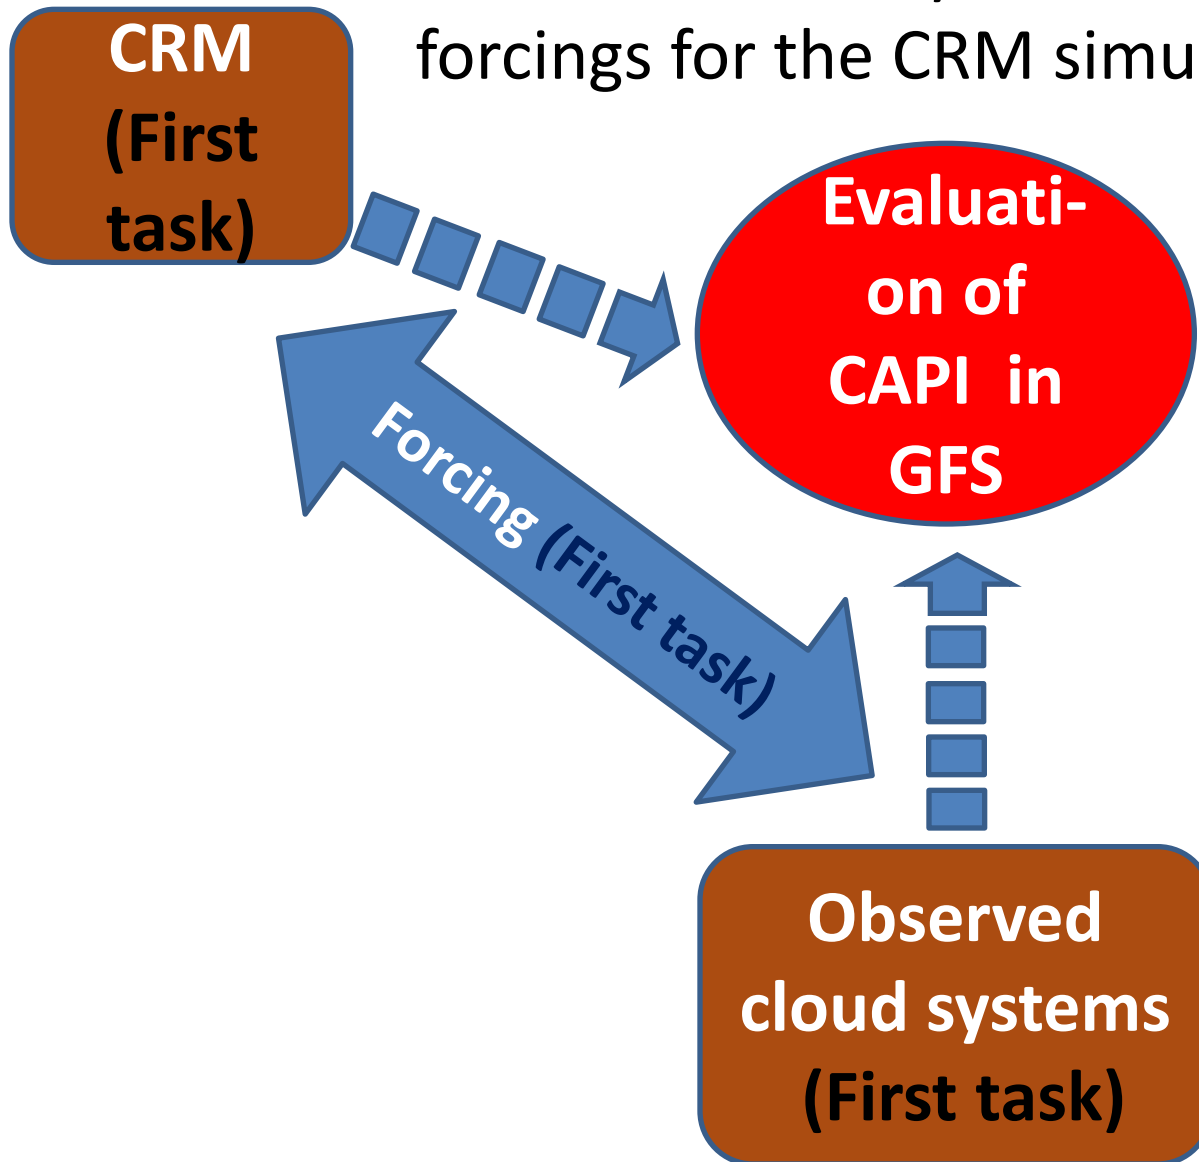 CRM
(First
task)
forcings for the CRM simu
Evaluati-
on of
CAPI in
GFS
Forcing (First task)
Observed
cloud systems
(First task)